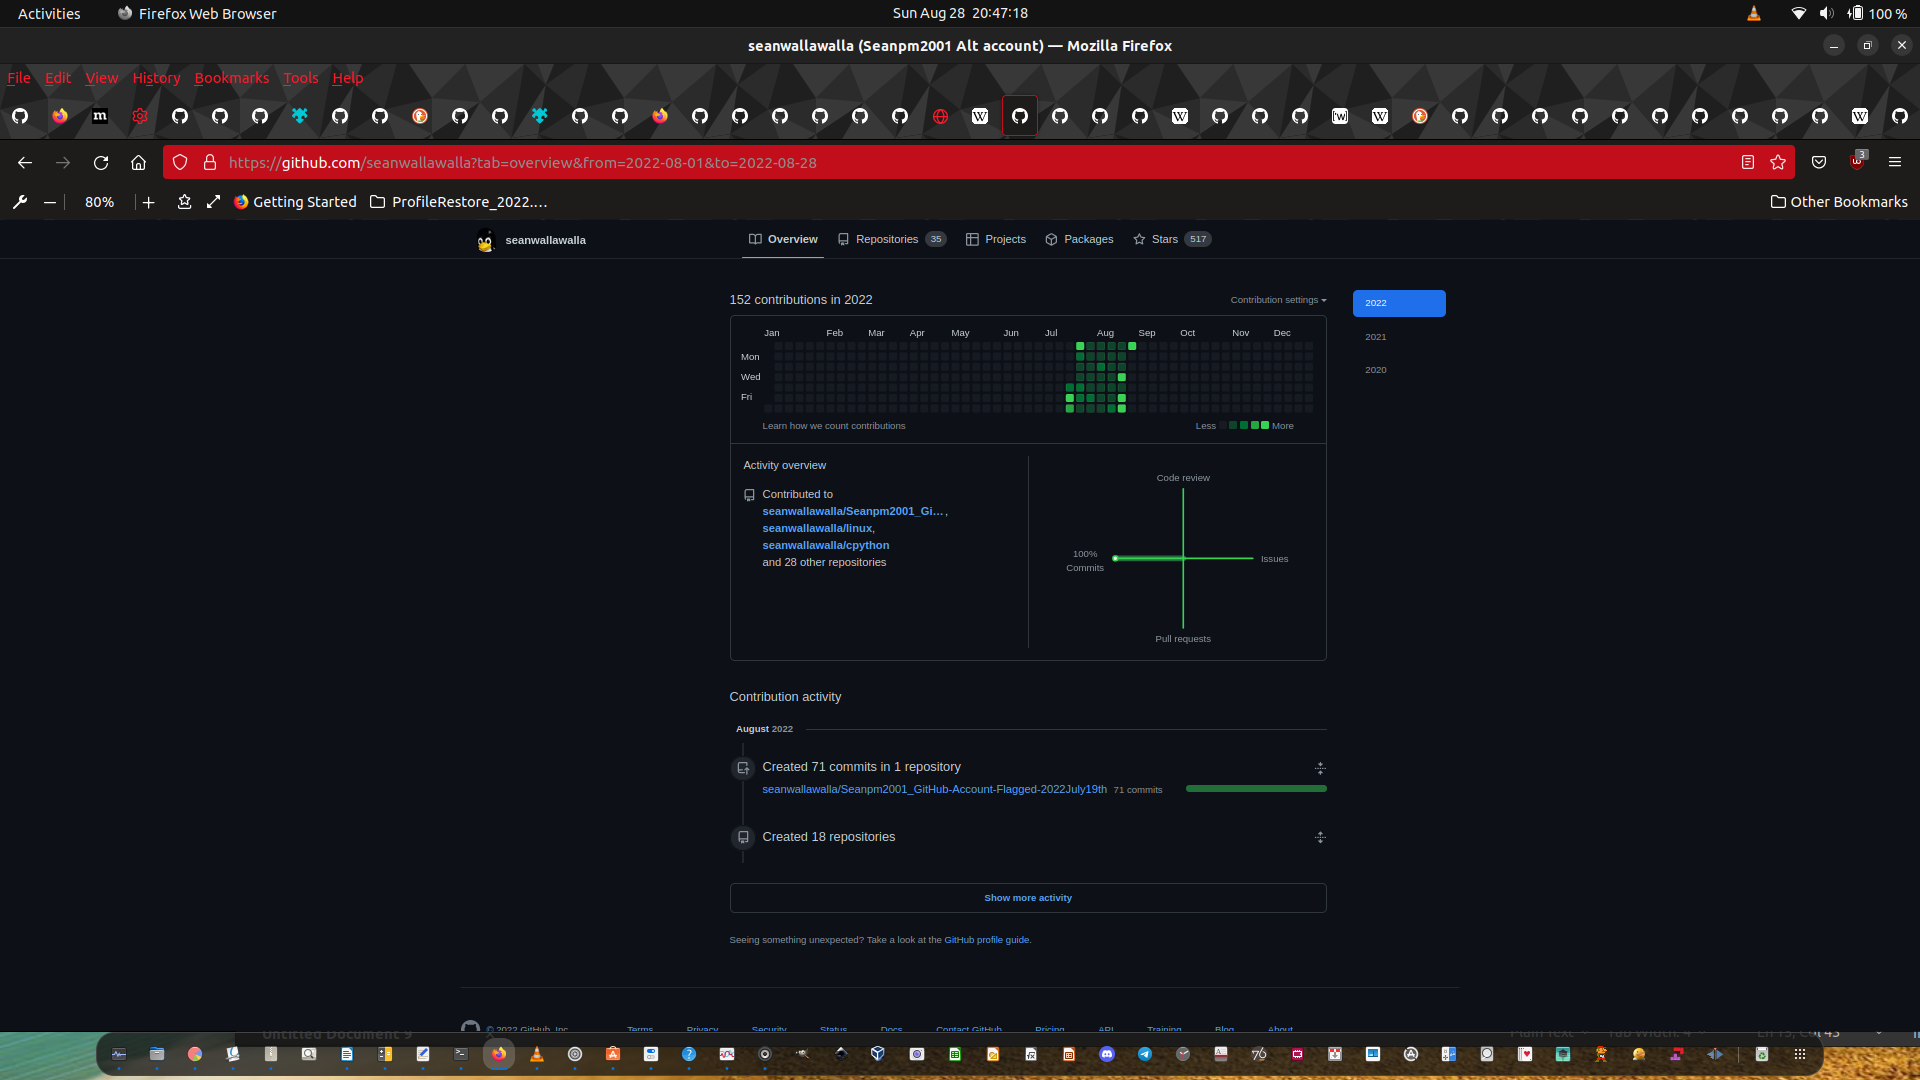 Activities
Firefox Web Browser
Sun Aug 28 20:47:18
100 %
seanwallawalla (Seanpm2001 Alt account) — Mozilla Firefox
File Edit View History Bookmarks Tools Help
https://github.com/seanwallawalla?tab=overview&from=2022-08-01&to=2022-08-28
3
80%
Getting Started
ProfileRestore_2022....
Other Bookmarks
seanwallawalla
Overview
Repositories 35
Projects
Packages
Stars 517
152 contributions in 2022
Contribution settings
2022
2021
2020
Jan Feb Mar Apr May Jun Jul Aug Sep Oct Nov Dec
Mon
Wed
Fri
Learn how we count contributions
Less More
Activity overview
Contributed to
seanwallawalla/Seanpm2001_Gi…,
seanwallawalla/linux,
seanwallawalla/cpython
and 28 other repositories
Code review
100%
Commits
Issues
Pull requests
Contribution activity
August 2022
Created 71 commits in 1 repository
seanwallawalla/Seanpm2001_GitHub-Account-Flagged-2022July19th 71 commits
Created 18 repositories
Show more activity
Seeing something unexpected? Take a look at the GitHub profile guide.
© 2022 GitHub, Inc.
Terms Privacy Security Status Docs Contact GitHub Pricing API Training Blog About
Untitled Document 9